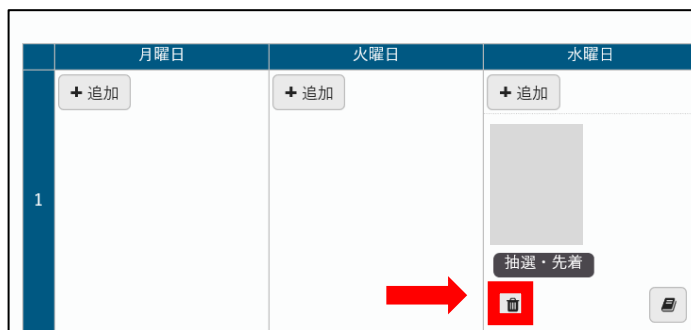 月曜日 火曜日 水曜日
+ 追加 + 追加 + 追加
1
抽選・先着